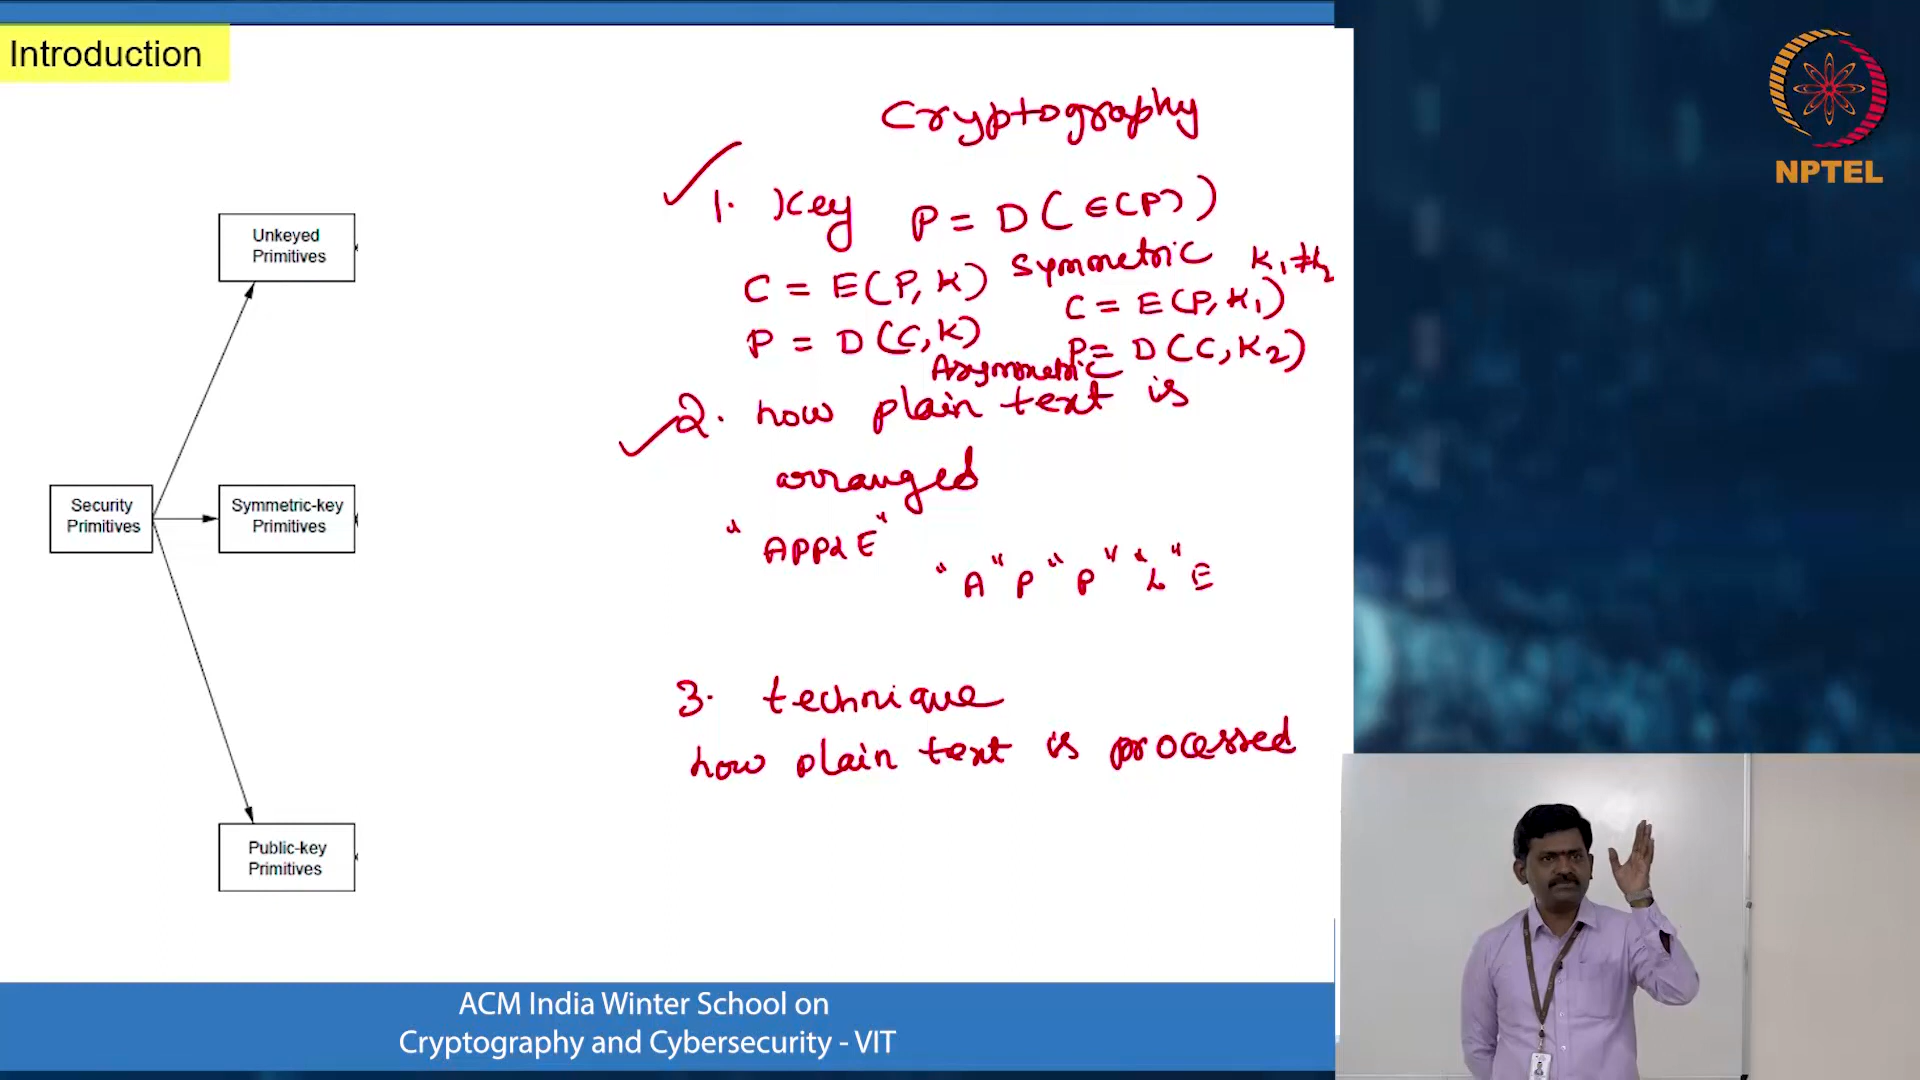 Introduction
Cryptography
1. Key P = D(E(P))
C = E(P,K) Symmetric K1 ≠ K2
P = D(C,K) C = E(P,K1)
Asymmetric P = D(C,K2)
2. how plain text is
arranged
"APPLE"
"A" P "P" "L" E
3. technique
how plain text is processed
Unkeyed
Primitives
Security
Primitives
Symmetric-key
Primitives
Public-key
Primitives
ACM India Winter School on
Cryptography and Cybersecurity - VIT
NPTEL